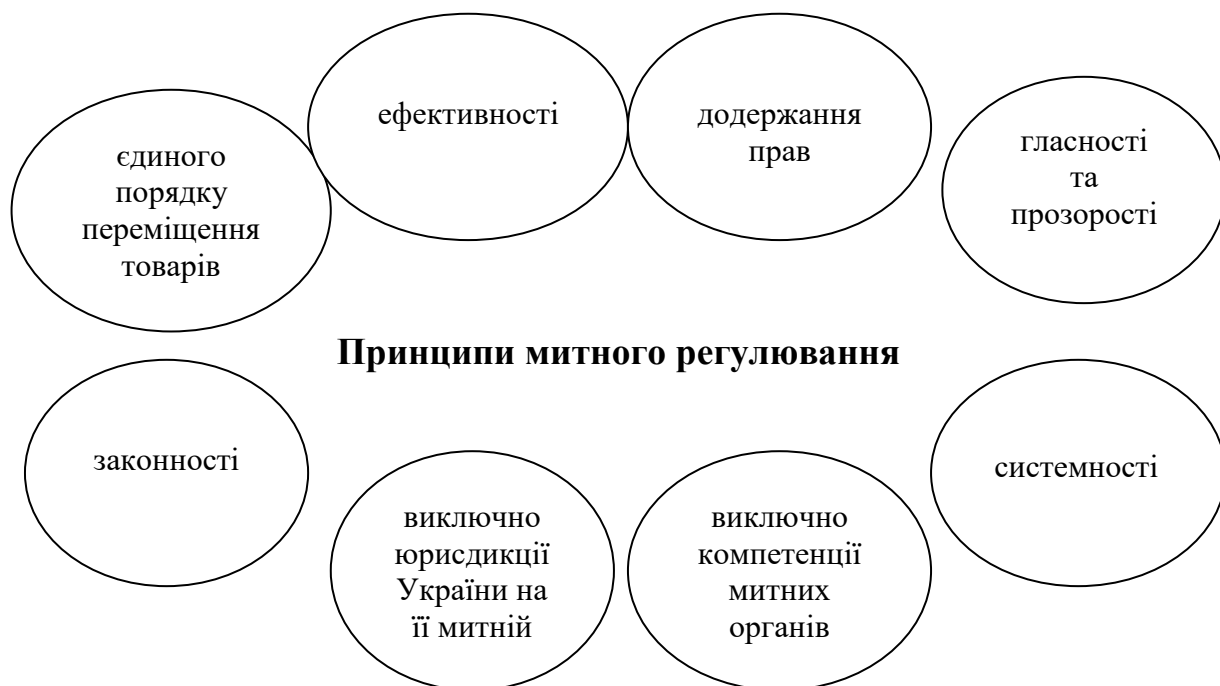 єдиного
порядку
переміщення
товарів
ефективності
додержання
прав
гласності
та
прозорості
Принципи митного регулювання
законності
виключно
юрисдикції
України на
її митній
виключно
компетенції
митних
органів
системності